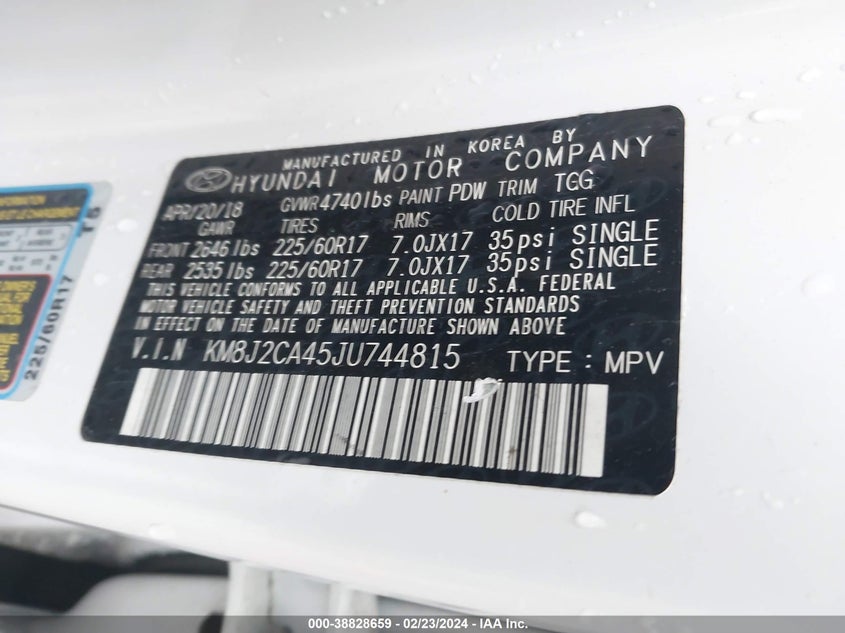 MANUFACTURED IN KOREA BY
HYUNDAI MOTOR COMPANY
APR/20/18 GVWR 4740lbs PAINT PDW TRIM TGG
GAWR TIRES RIMS COLD TIRE INFL
FRONT 2646 lbs 225/60R17 7.0JX17 35psi SINGLE
REAR 2535 lbs 225/60R17 7.0JX17 35psi SINGLE
THIS VEHICLE CONFORMS TO ALL APPLICABLE U.S.A. FEDERAL
MOTOR VEHICLE SAFETY AND THEFT PREVENTION STANDARDS
IN EFFECT ON THE DATE OF MANUFACTURE SHOWN ABOVE
V.I.N KM8J2CA45JU744815 TYPE : MPV
INFORMATION
225/60R17 T6
000-38828659 — 02/23/2024 — IAA Inc.